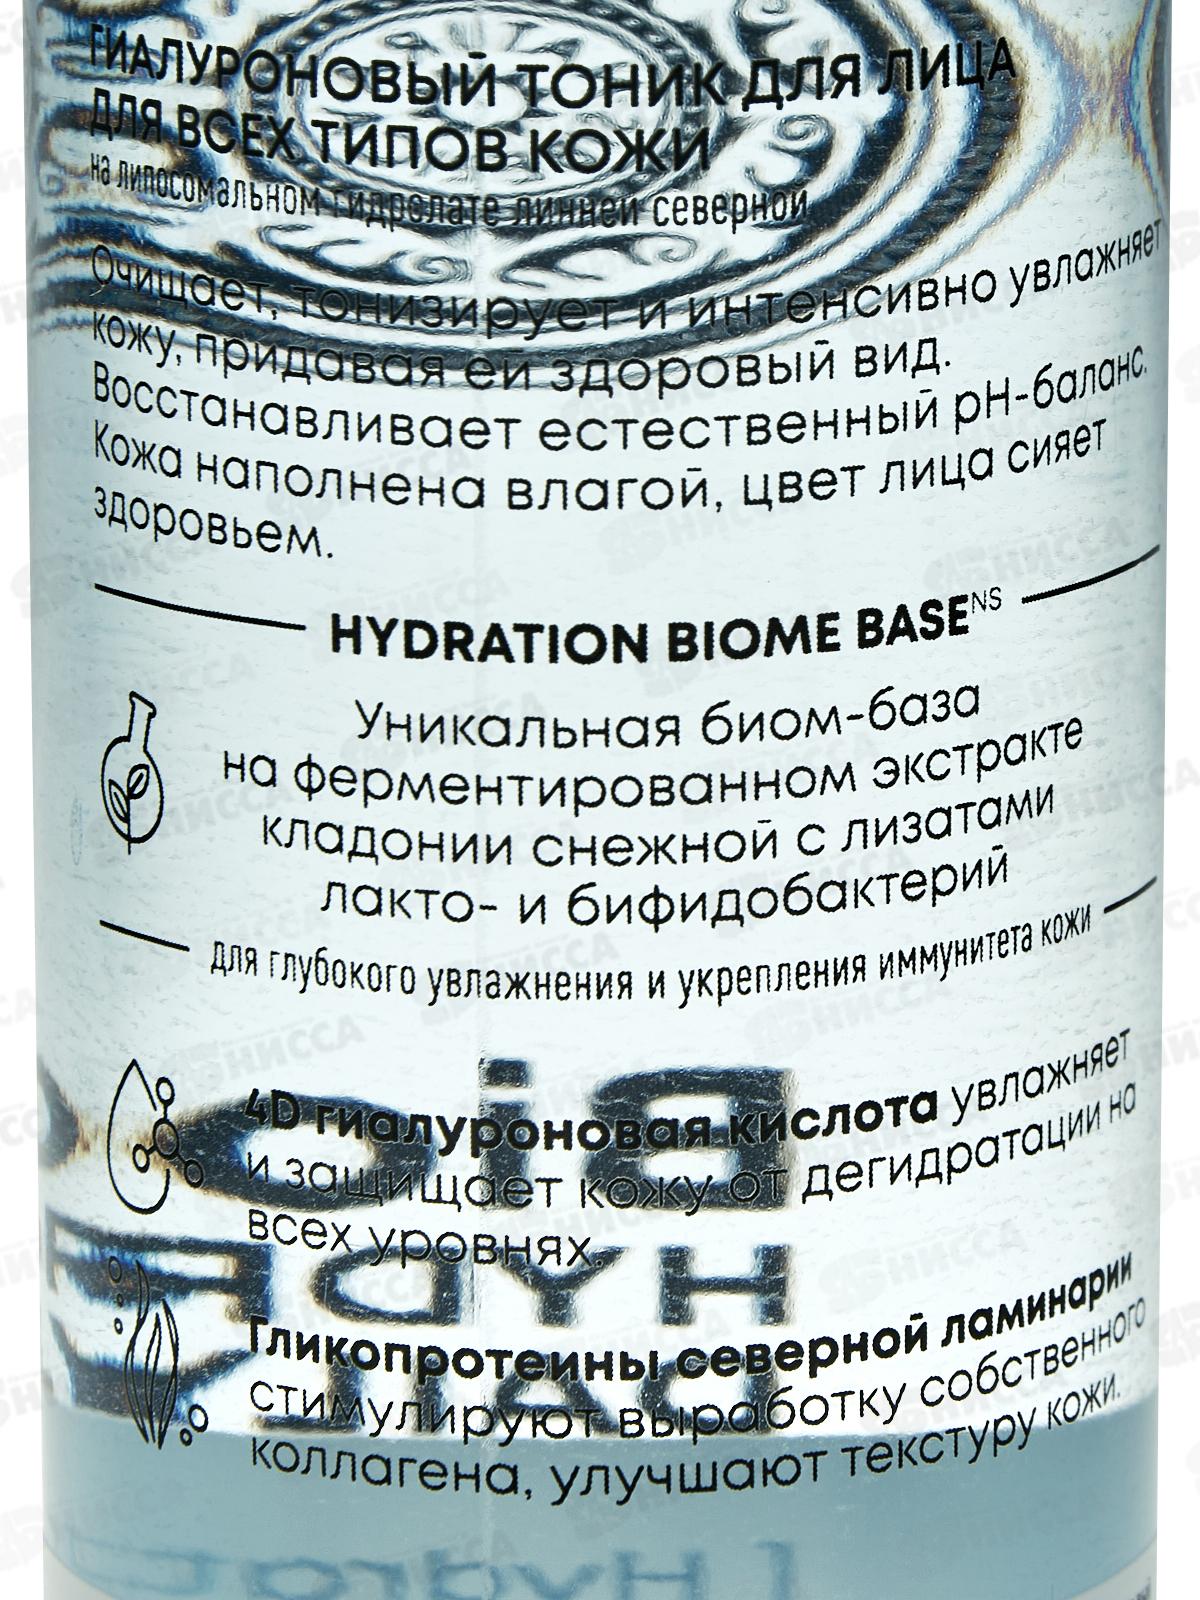 ГИАЛУРОНОВЫЙ ТОНИК ДЛЯ ЛИЦА
ДЛЯ ВСЕХ ТИПОВ КОЖИ
на липосомальном гидролате линнеи северной
Очищает, тонизирует и интенсивно увлажняет
кожу, придавая ей здоровый вид.
Восстанавливает естественный pH-баланс.
Кожа наполнена влагой, цвет лица сияет
здоровьем.
HYDRATION BIOME BASE NS
Уникальная биом-база
на ферментированном экстракте
кладонии снежной с лизатами
лакто- и бифидобактерий
для глубокого увлажнения и укрепления иммунитета кожи
4D гиалуроновая кислота увлажняет
и защищает кожу от дегидратации на
всех уровнях.
Гликопротеины северной ламинарии
стимулируют выработку собственного
коллагена, улучшают текстуру кожи.